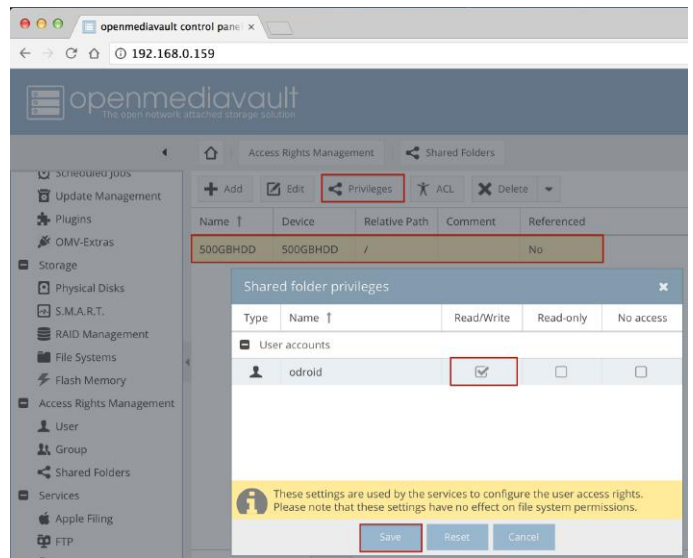 openmediavault control pane
192.168.0.159
openmediavault
The open network attached storage solution
Access Rights Management Shared Folders
Scheduled Jobs
Update Management
Plugins
OMV-Extras
Storage
Physical Disks
S.M.A.R.T.
RAID Management
File Systems
Flash Memory
Access Rights Management
User
Group
Shared Folders
Services
Apple Filing
FTP
Add Edit Privileges ACL Delete
Name Device Relative Path Comment Referenced
500GBHDD 500GBHDD / No
Shared folder privileges
Type Name Read/Write Read-only No access
User accounts
odroid
These settings are used by the services to configure the user access rights.
Please note that these settings have no effect on file system permissions.
Save Reset Cancel